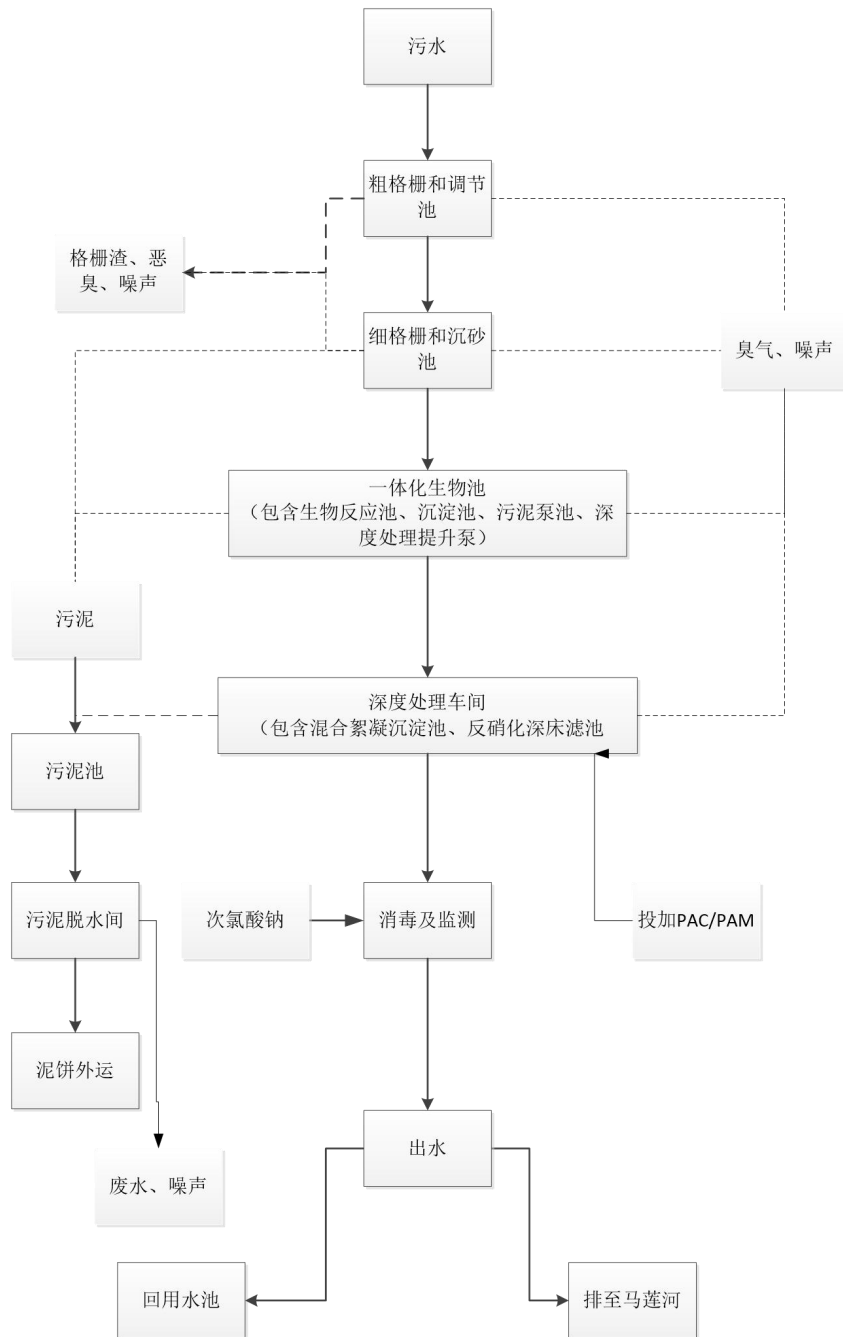 污水
粗格栅和调节
池
格栅渣、恶
臭、噪声
细格栅和沉砂
池
臭气、噪声
一体化生物池
（包含生物反应池、沉淀池、污泥泵池、深
度处理提升泵）
污泥
深度处理车间
（包含混合絮凝沉淀池、反硝化深床滤池
污泥池
污泥脱水间
次氯酸钠
消毒及监测
投加PAC/PAM
泥饼外运
出水
废水、噪声
回用水池
排至马莲河